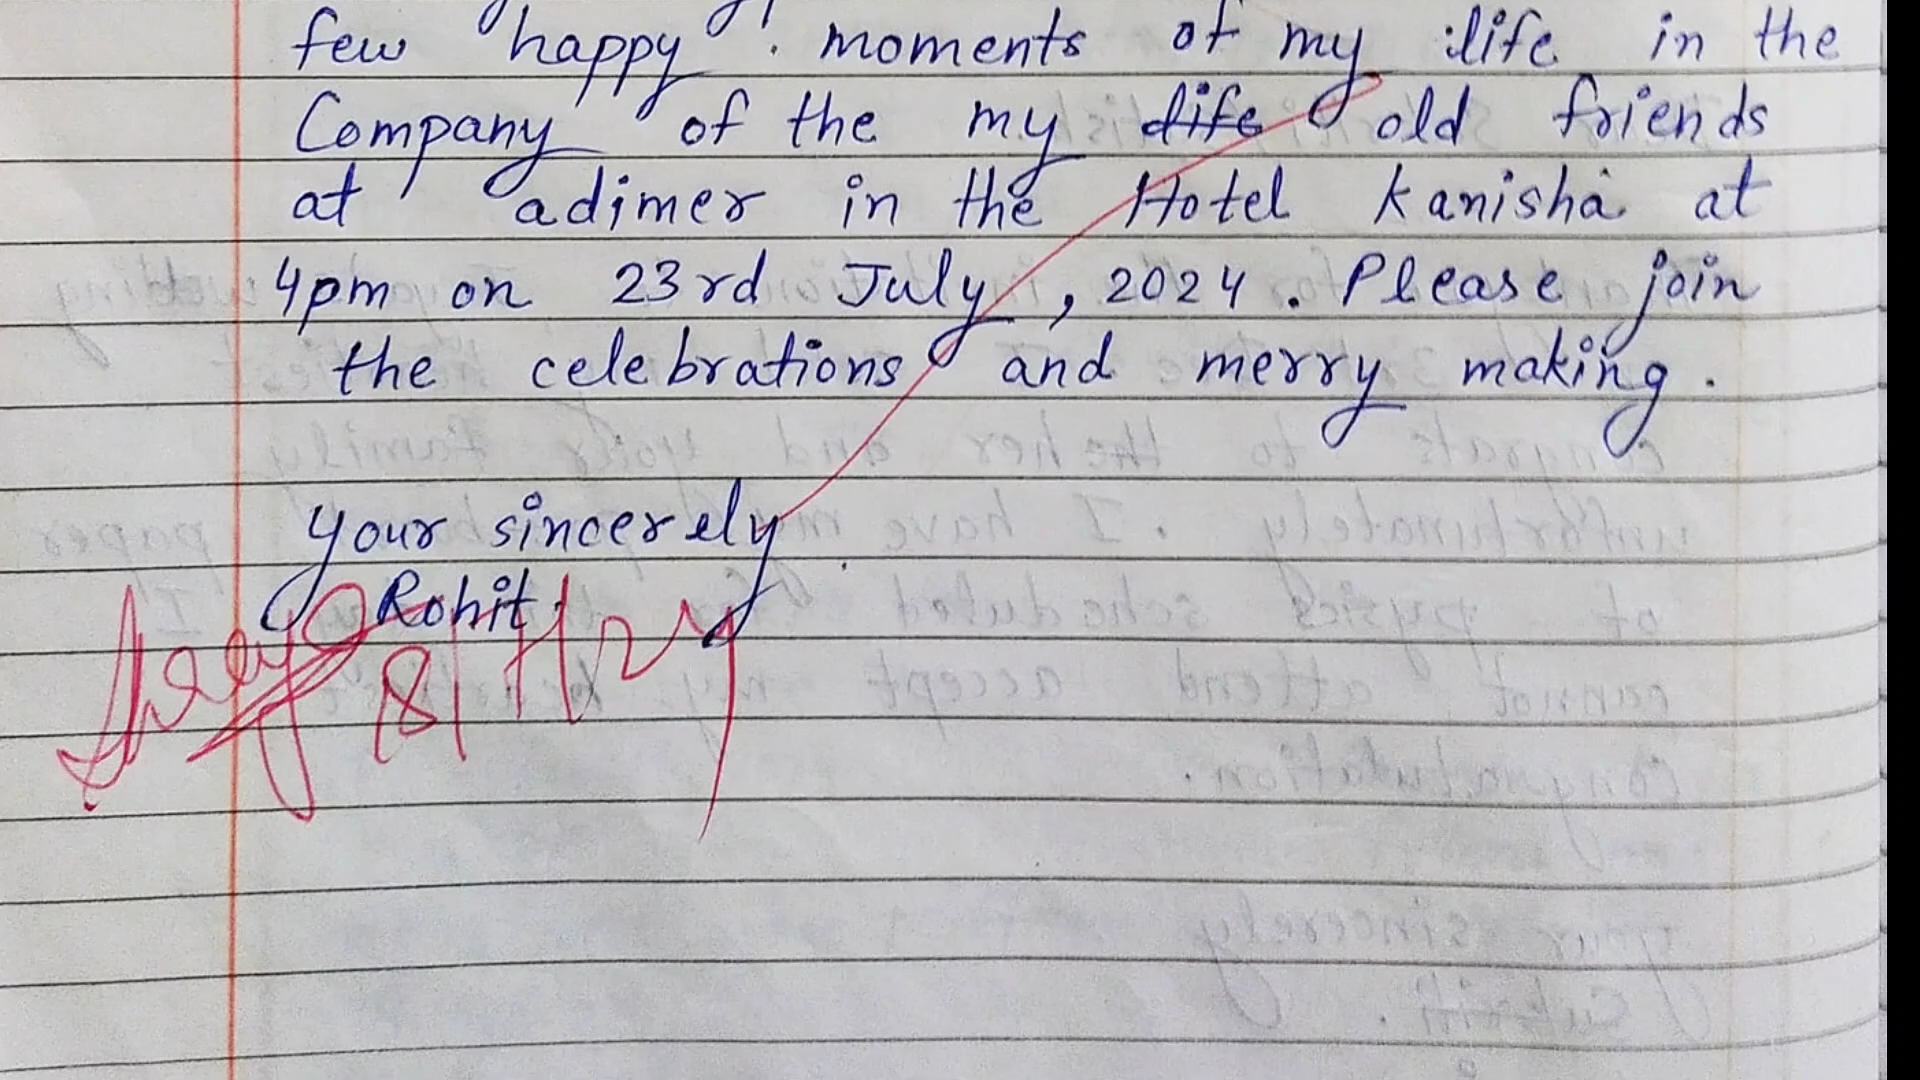 few happy moments of my life in the
Company of the my life old friends
at adimer in the Hotel Kanisha at
4pm on 23rd July, 2024. Please join
the celebrations and merry making.
your sincerely
Rohit